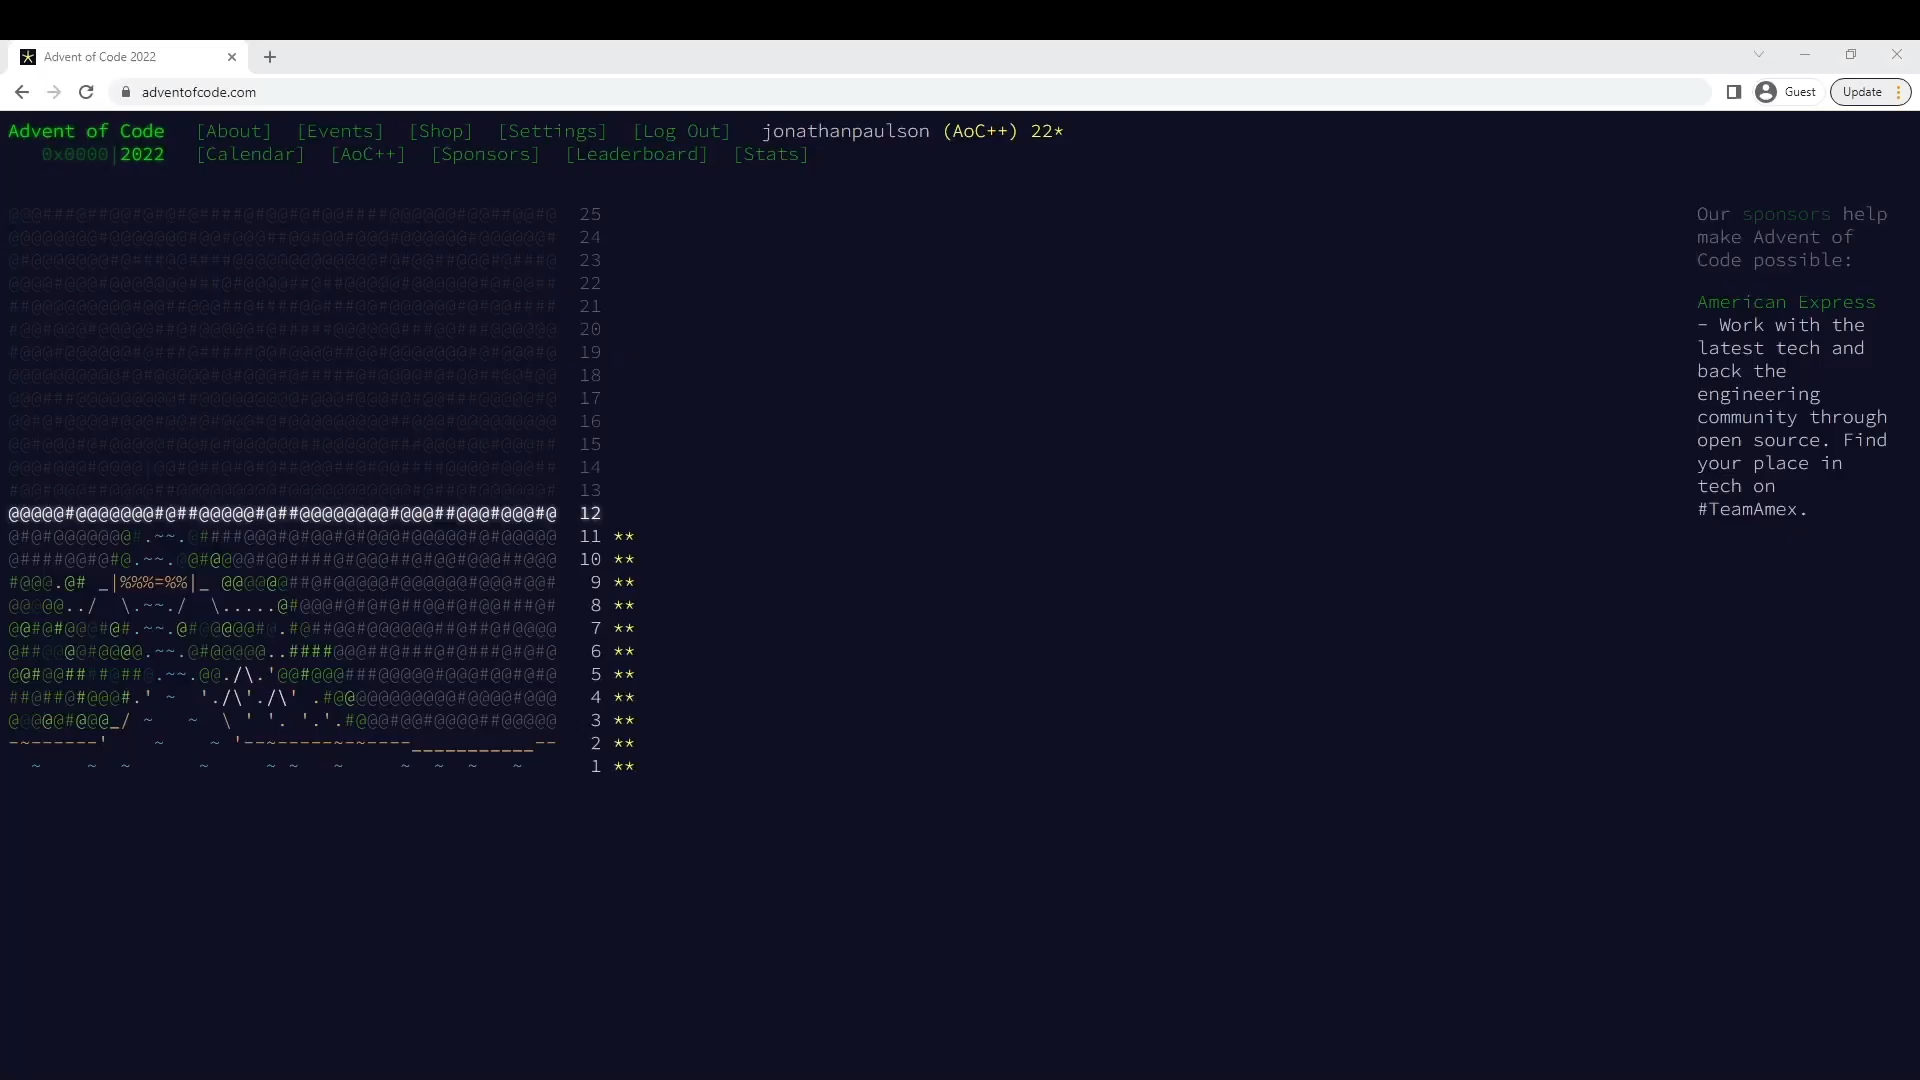 Advent of Code 2022
adventofcode.com
Guest
Update
Advent of Code [About] [Events] [Shop] [Settings] [Log Out] jonathanpaulson (AoC++) 22*
0x0000|2022 [Calendar] [AoC++] [Sponsors] [Leaderboard] [Stats]
25
24
23
22
21
20
19
18
17
16
15
14
13
12
11 **
10 **
9 **
8 **
7 **
6 **
5 **
4 **
3 **
2 **
1 **
Our sponsors help
make Advent of
Code possible:
American Express
- Work with the
latest tech and
back the
engineering
community through
open source. Find
your place in
tech on
#TeamAmex.